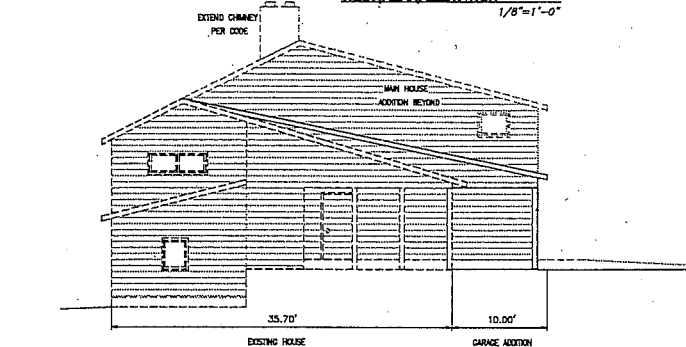 1/8"=1'-0"
EXTEND CHIMNEY
PER CODE
MAIN HOUSE
ADDITION BEYOND
35.70'
10.00'
EXISTING HOUSE
GARAGE ADDITION